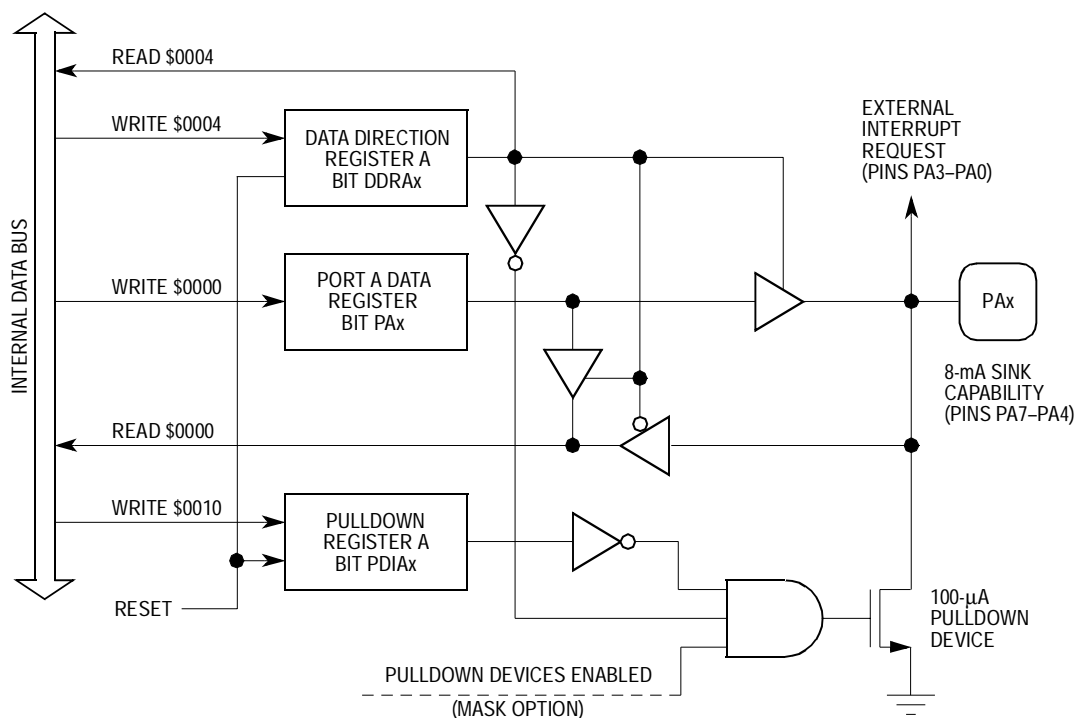 READ $0004
WRITE $0004
DATA DIRECTION
REGISTER A
BIT DDRAx
EXTERNAL
INTERRUPT
REQUEST
(PINS PA3–PA0)
INTERNAL DATA BUS
WRITE $0000
PORT A DATA
REGISTER
BIT PAx
PAx
8-mA SINK
CAPABILITY
(PINS PA7–PA4)
READ $0000
WRITE $0010
PULLDOWN
REGISTER A
BIT PDIAx
RESET
100-µA
PULLDOWN
DEVICE
PULLDOWN DEVICES ENABLED
(MASK OPTION)